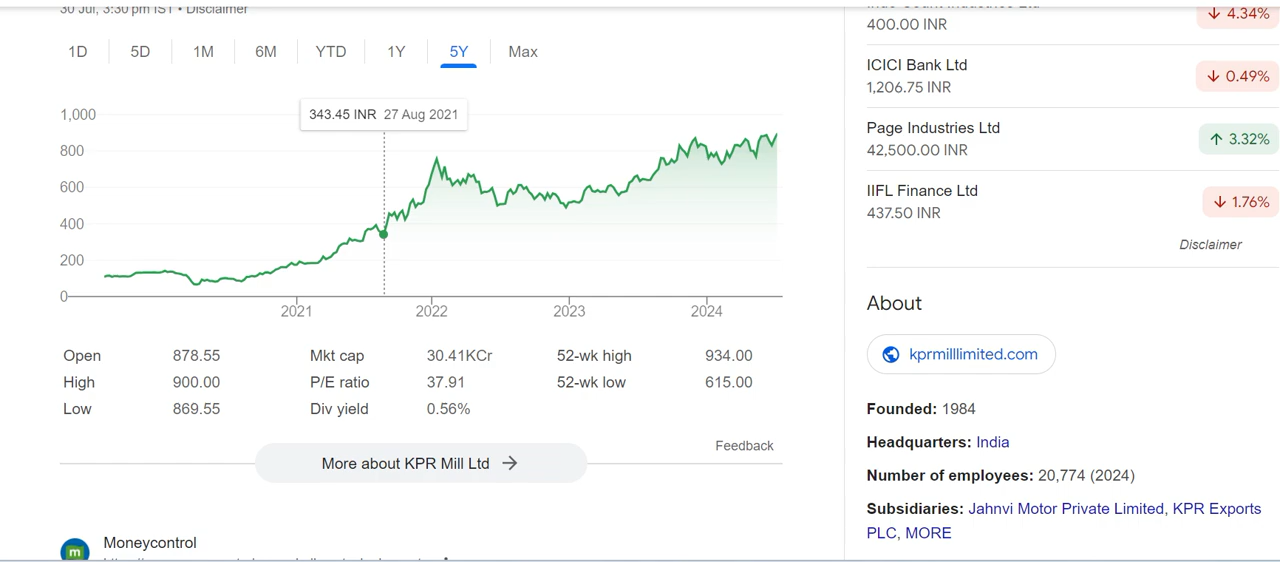 30 Jul, 3:30 pm IST • Disclaimer
1D 5D 1M 6M YTD 1Y 5Y Max
343.45 INR 27 Aug 2021
1,000
800
600
400
200
0
2021 2022 2023 2024
Open 878.55 Mkt cap 30.41KCr 52-wk high 934.00
High 900.00 P/E ratio 37.91 52-wk low 615.00
Low 869.55 Div yield 0.56%
Feedback
More about KPR Mill Ltd →
Moneycontrol
m
↓ 4.34%
400.00 INR
ICICI Bank Ltd
1,206.75 INR
↓ 0.49%
Page Industries Ltd
42,500.00 INR
↑ 3.32%
IIFL Finance Ltd
437.50 INR
↓ 1.76%
Disclaimer
About
kprmilllimited.com
Founded: 1984
Headquarters: India
Number of employees: 20,774 (2024)
Subsidiaries: Jahnvi Motor Private Limited, KPR Exports
PLC, MORE